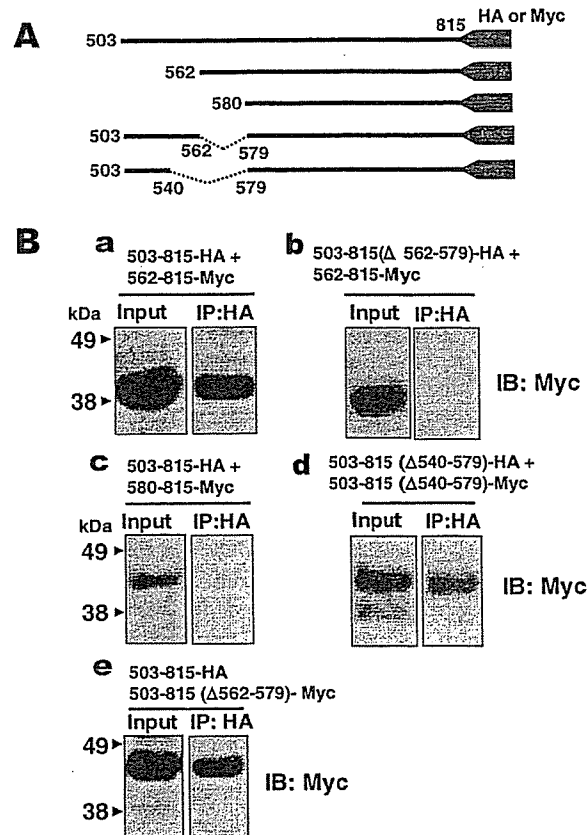 A
HA or Myc
503
815
562
580
503
562
579
503
540
579
B
a
503-815-HA +
562-815-Myc
Input IP:HA
kDa
49
38
b
503-815(Δ 562-579)-HA +
562-815-Myc
Input IP:HA
IB: Myc
c
503-815-HA +
580-815-Myc
Input IP:HA
kDa
49
38
d
503-815 (Δ540-579)-HA +
503-815 (Δ540-579)-Myc
Input IP:HA
IB: Myc
e
503-815-HA
503-815 (Δ562-579)- Myc
Input IP: HA
49
38
IB: Myc